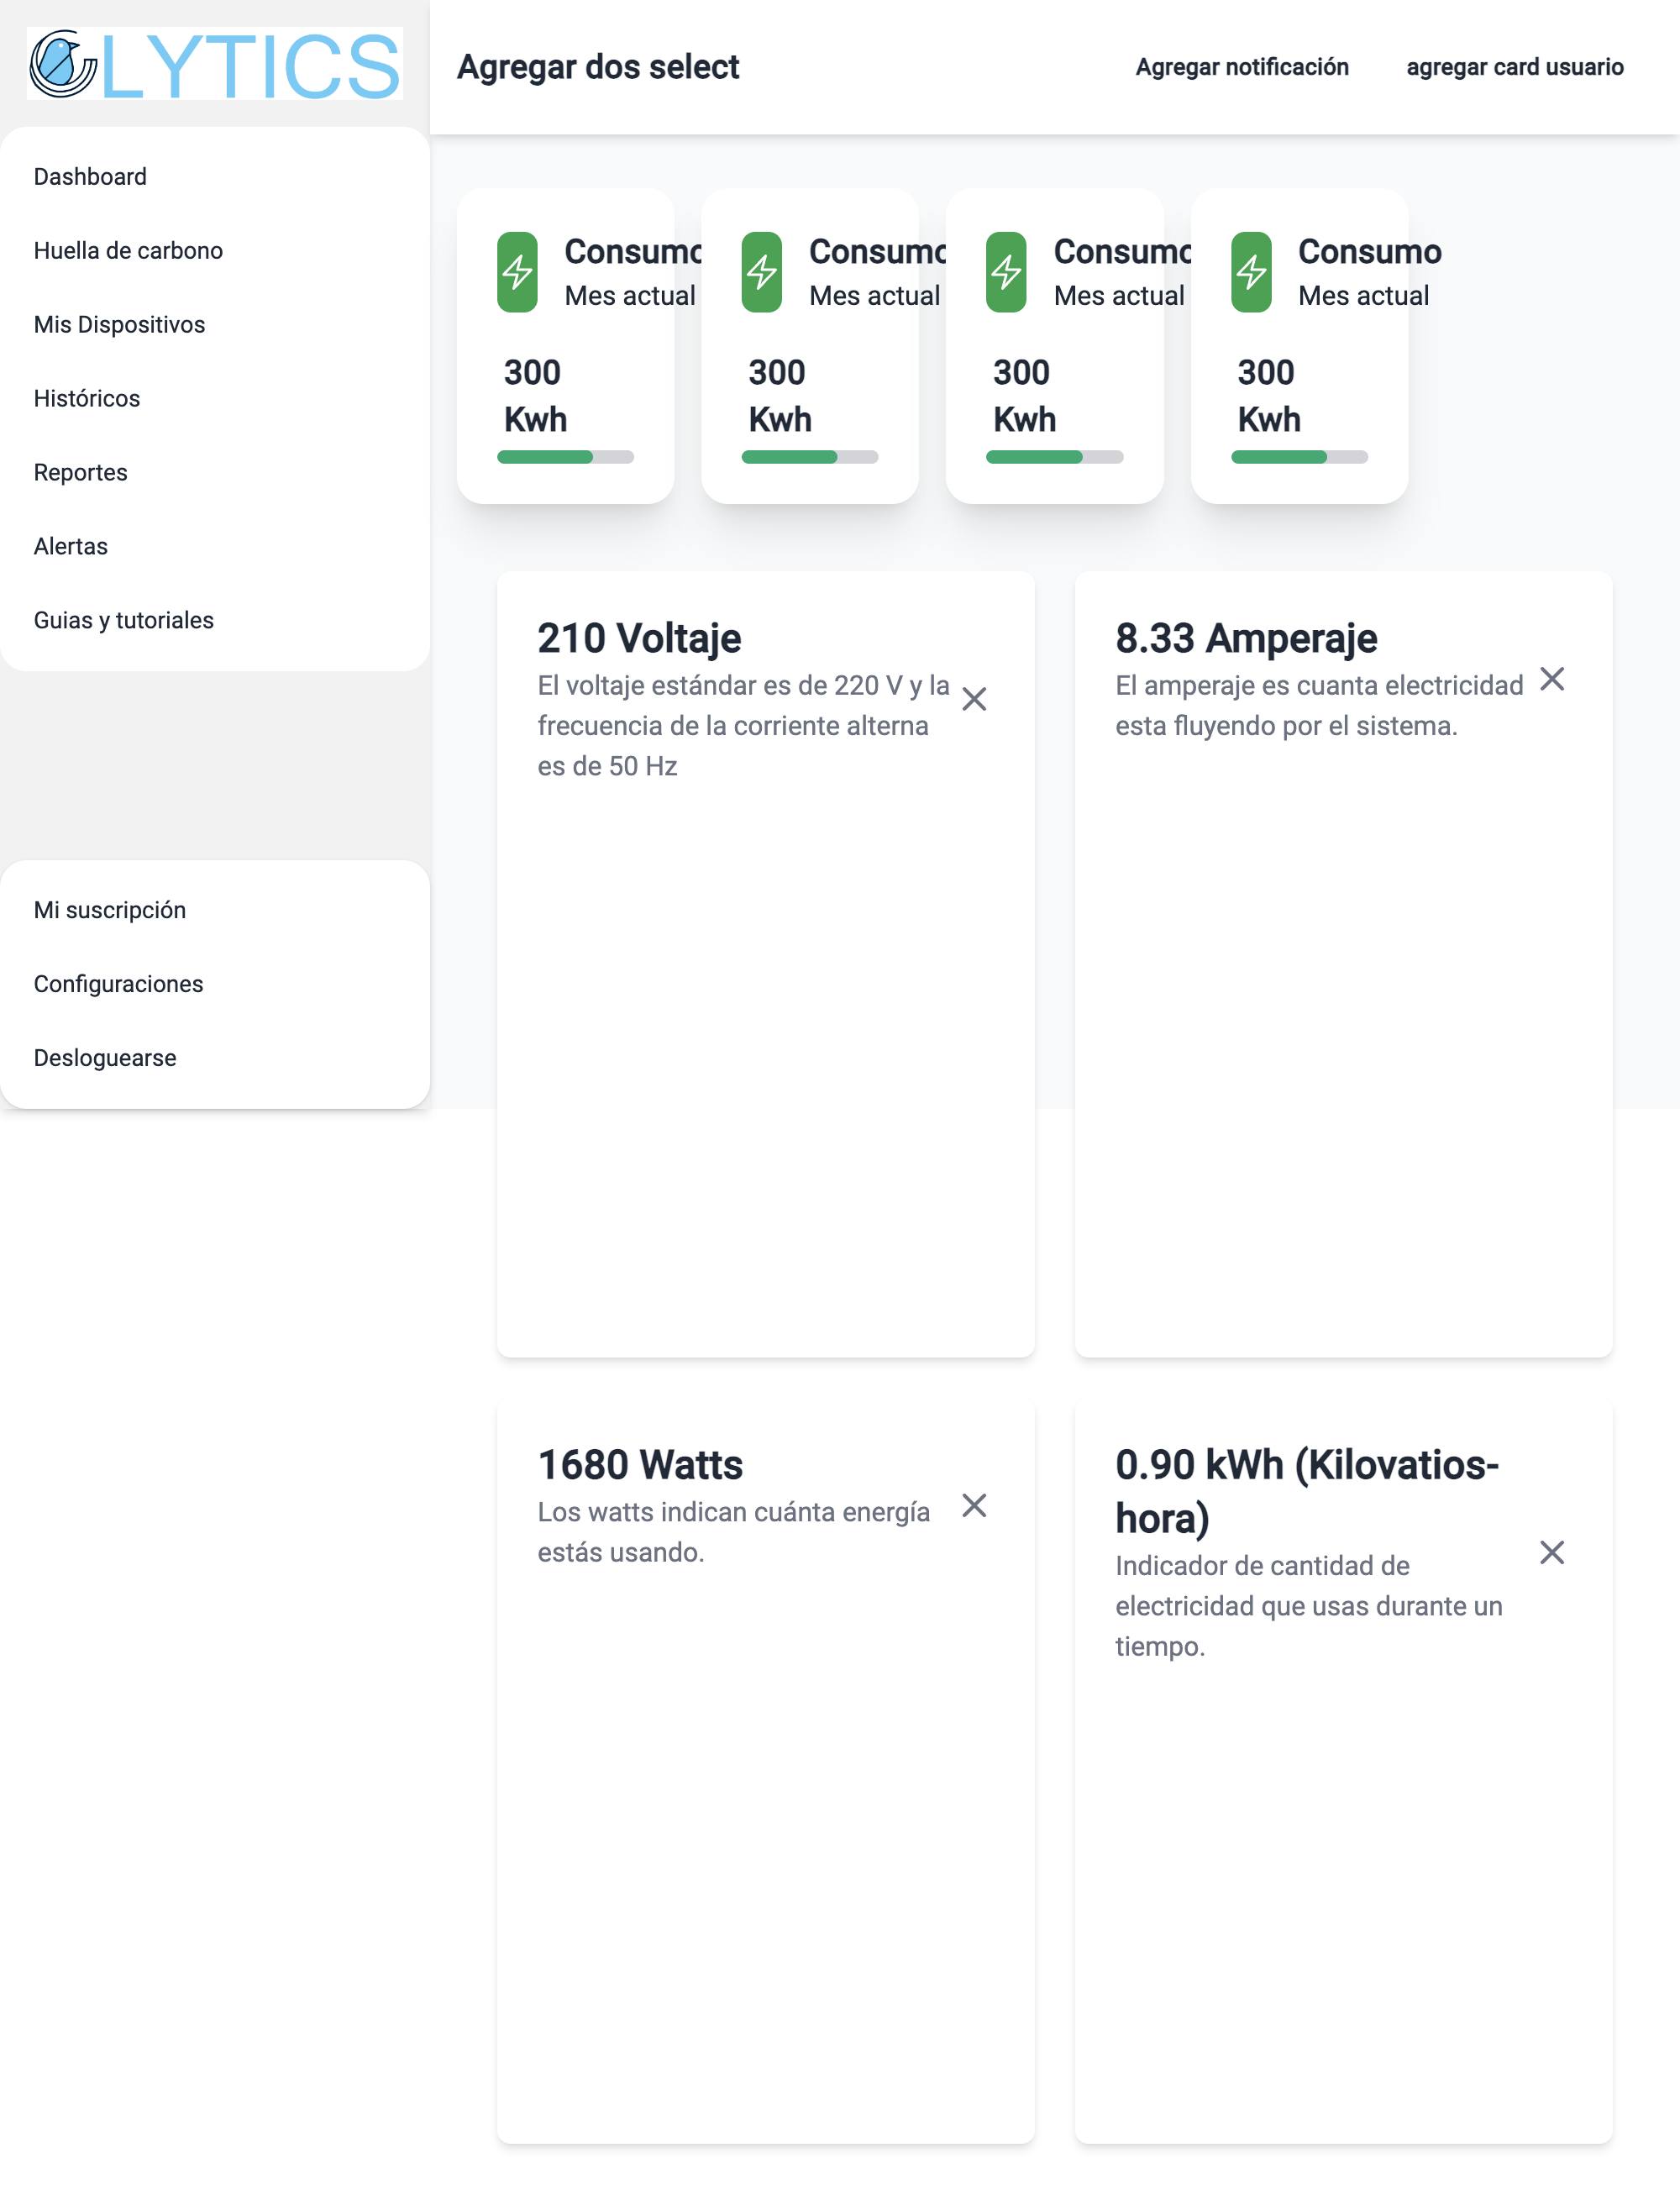 LYTICS
Agregar dos select
Agregar notificación
agregar card usuario
Dashboard
Huella de carbono
Mis Dispositivos
Históricos
Reportes
Alertas
Guias y tutoriales
Mi suscripción
Configuraciones
Desloguearse
Consumo
Mes actual
300
Kwh
Consumo
Mes actual
300
Kwh
Consumo
Mes actual
300
Kwh
Consumo
Mes actual
300
Kwh
210 Voltaje
El voltaje estándar es de 220 V y la
frecuencia de la corriente alterna
es de 50 Hz
8.33 Amperaje
El amperaje es cuanta electricidad
esta fluyendo por el sistema.
1680 Watts
Los watts indican cuánta energía
estás usando.
0.90 kWh (Kilovatios-
hora)
Indicador de cantidad de
electricidad que usas durante un
tiempo.